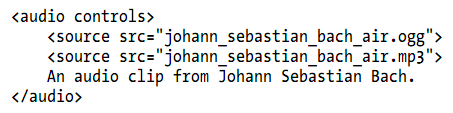 <audio controls>
    <source src="johann_sebastian_bach_air.ogg">
    <source src="johann_sebastian_bach_air.mp3">
    An audio clip from Johann Sebastian Bach.
</audio>